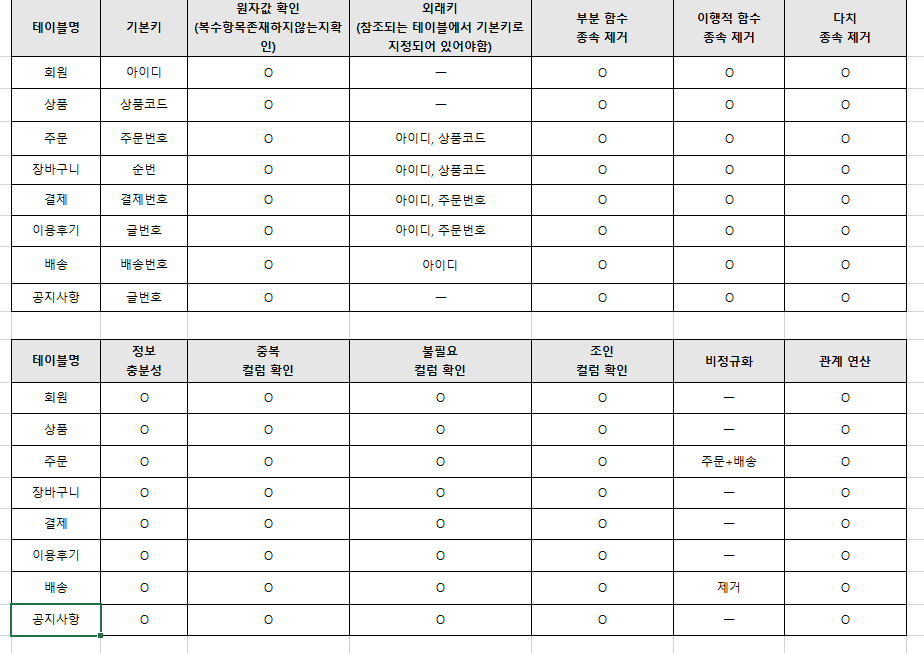 테이블명 기본키 원자값 확인 (복수항목존재하지않는지확인) 외래키 (참조되는 테이블에서 기본키로 지정되어 있어야함) 부분 함수 종속 제거 이행적 함수 종속 제거 다치 종속 제거
회원 아이디 O ― O O O
상품 상품코드 O ― O O O
주문 주문번호 O 아이디, 상품코드 O O O
장바구니 순번 O 아이디, 상품코드 O O O
결제 결제번호 O 아이디, 주문번호 O O O
이용후기 글번호 O 아이디, 주문번호 O O O
배송 배송번호 O 아이디 O O O
공지사항 글번호 O ― O O O
테이블명 정보 충분성 중복 컬럼 확인 불필요 컬럼 확인 조인 컬럼 확인 비정규화 관계 연산
회원 O O O O ― O
상품 O O O O ― O
주문 O O O O 주문+배송 O
장바구니 O O O O ― O
결제 O O O O ― O
이용후기 O O O O ― O
배송 O O O O 제거 O
공지사항 O O O O ― O